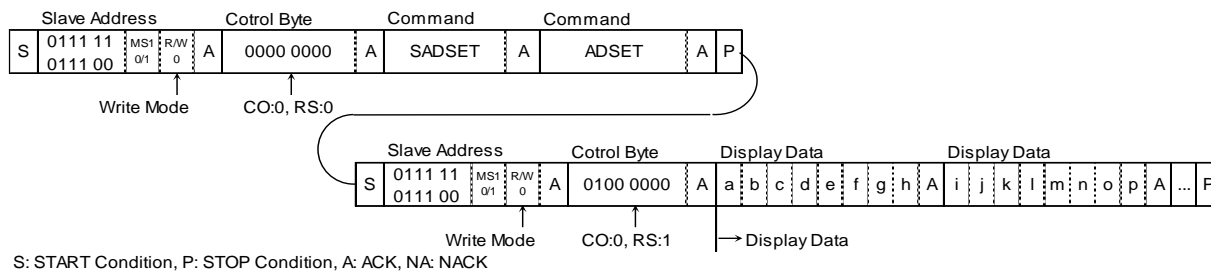 Slave Address Cotrol Byte Command Command
S 0111 11 0111 00 MS1 0/1 R/W 0 A 0000 0000 A SADSET A ADSET A P
Write Mode CO:0, RS:0
Slave Address Cotrol Byte Display Data Display Data
S 0111 11 0111 00 MS1 0/1 R/W 0 A 0100 0000 A a b c d e f g h A i j k l m n o p A ... P
Write Mode CO:0, RS:1 Display Data
S: START Condition, P: STOP Condition, A: ACK, NA: NACK